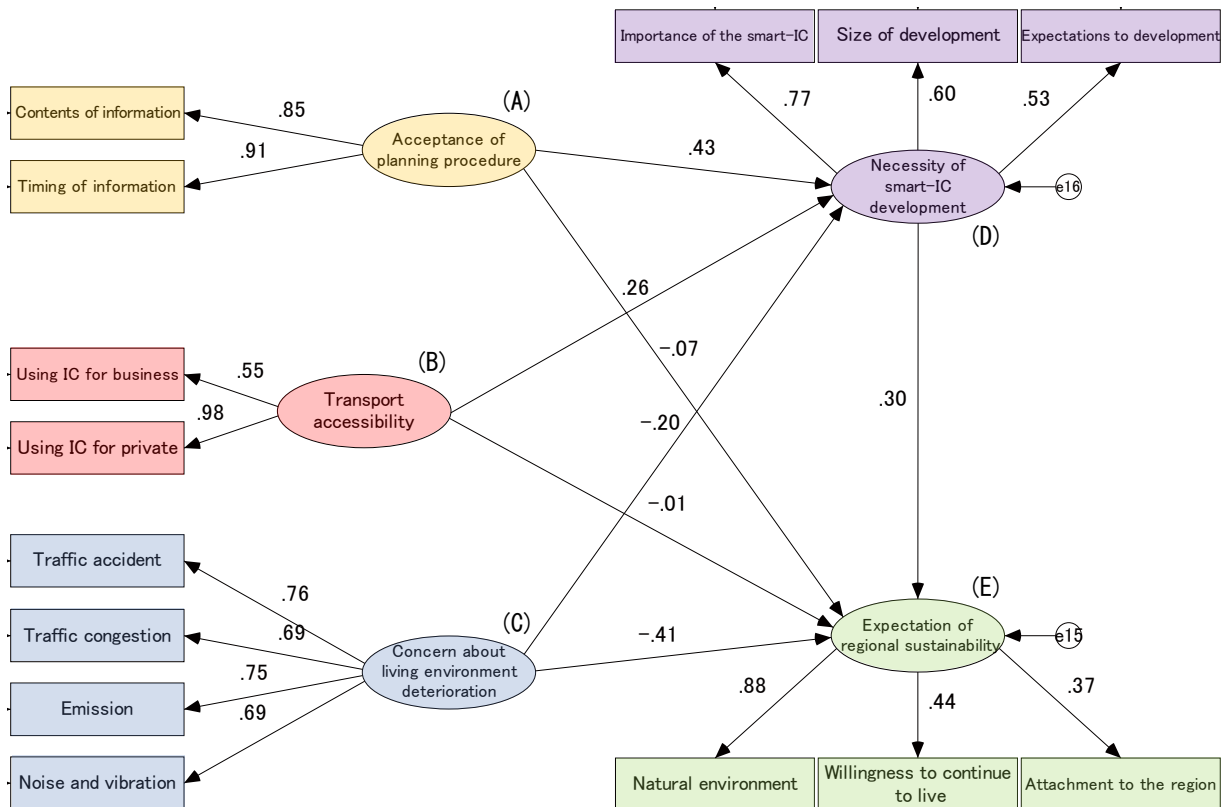 Importance of the smart-IC
Size of development
Expectations to development
.77
.60
.53
Contents of information
.85
(A)
Acceptance of
planning procedure
Timing of information
.91
.43
Necessity of
smart-IC
development
e16
(D)
.26
-.07
Using IC for business
.55
(B)
Transport
accessibility
Using IC for private
.98
-.20
.30
-.01
Traffic accident
.76
(C)
Traffic congestion
.69
Concern about
living environment
deterioration
-.41
(E)
Expectation of
regional sustainability
e15
Emission
.75
Noise and vibration
.69
.88
.44
.37
Natural environment
Willingness to continue
to live
Attachment to the region